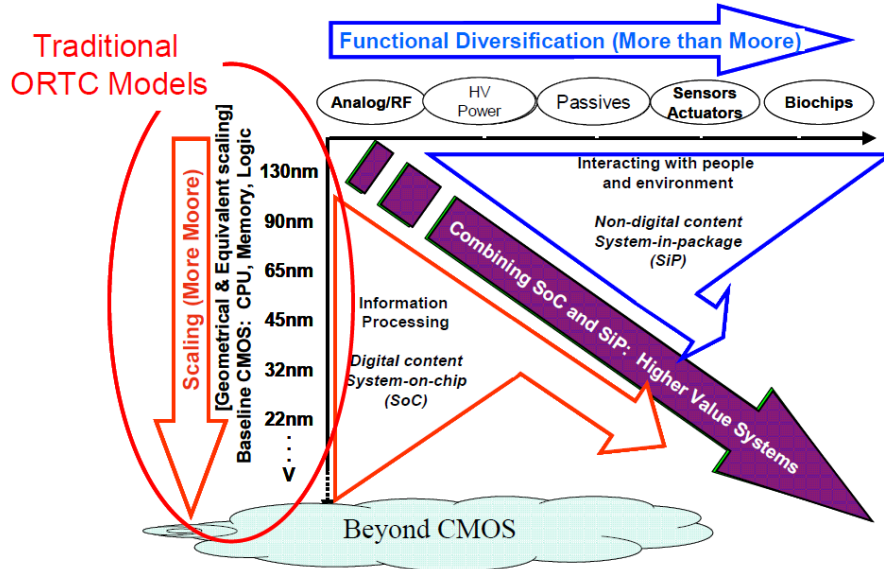 Traditional
ORTC Models
Functional Diversification (More than Moore)
Analog/RF
HV
Power
Passives
Sensors
Actuators
Biochips
Scaling (More Moore)
[Geometrical & Equivalent scaling]
Baseline CMOS: CPU, Memory, Logic
130nm
90nm
65nm
45nm
32nm
22nm
V
Interacting with people
and environment
Non-digital content
System-in-package
(SiP)
Combining SoC and SiP: Higher Value Systems
Information
Processing
Digital content
System-on-chip
(SoC)
Beyond CMOS